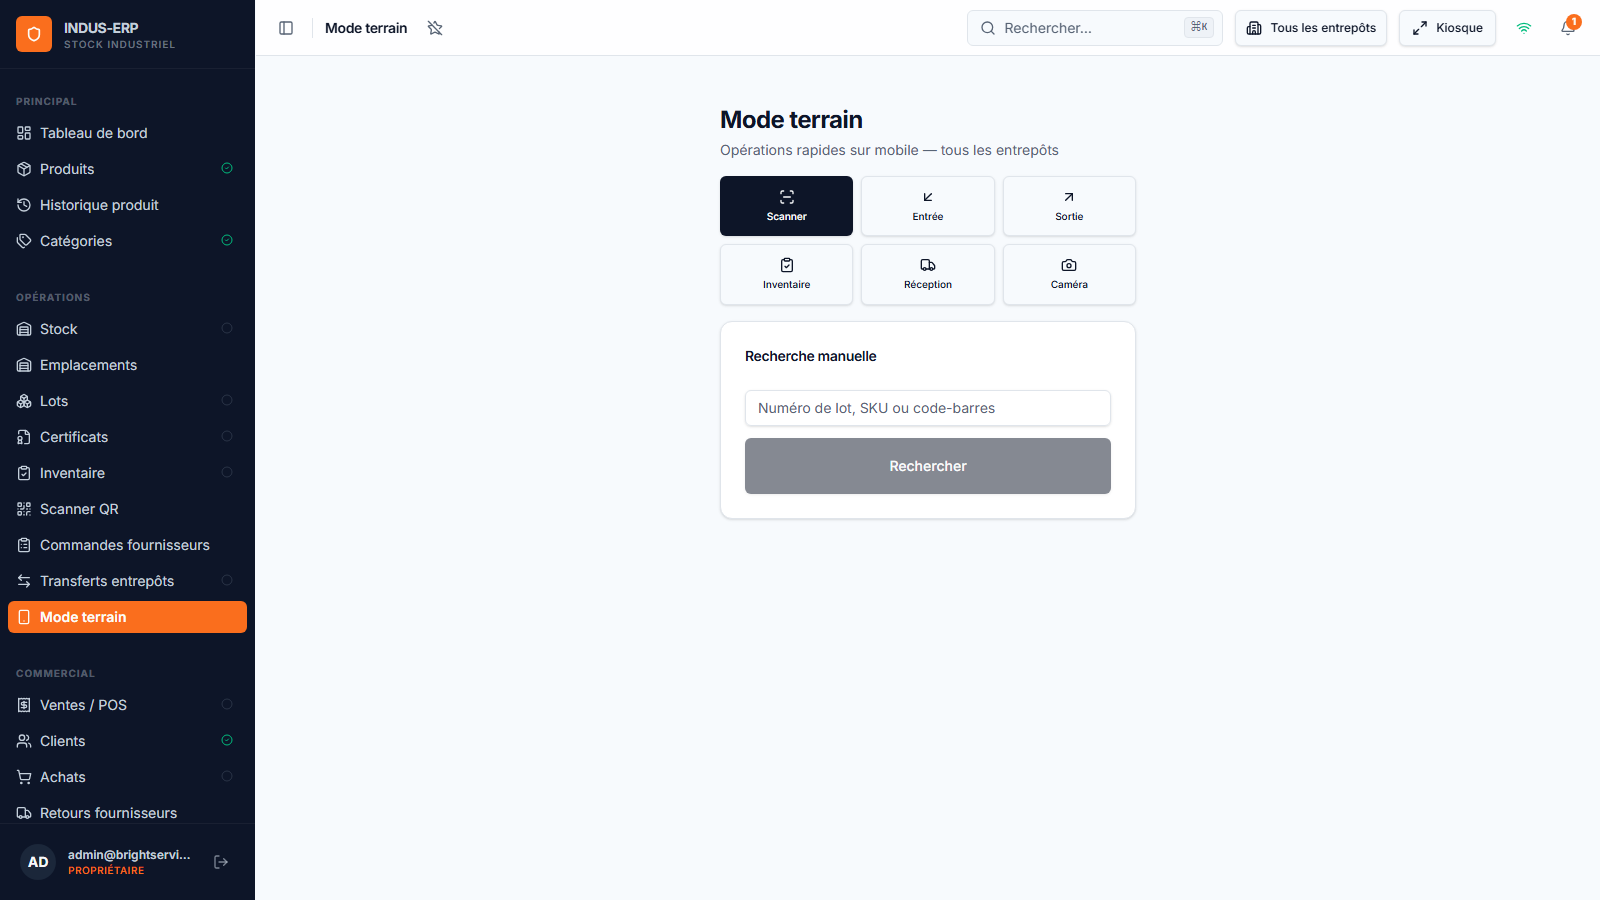 INDUS-ERP
STOCK INDUSTRIEL
PRINCIPAL
Tableau de bord
Produits
Historique produit
Catégories
OPÉRATIONS
Stock
Emplacements
Lots
Certificats
Inventaire
Scanner QR
Commandes fournisseurs
Transferts entrepôts
Mode terrain
COMMERCIAL
Ventes / POS
Clients
Achats
Retours fournisseurs
AD
admin@brightservi...
PROPRIÉTAIRE
Mode terrain
Rechercher...
⌘K
Tous les entrepôts
Kiosque
1
Mode terrain
Opérations rapides sur mobile — tous les entrepôts
Scanner
Entrée
Sortie
Inventaire
Réception
Caméra
Recherche manuelle
Numéro de lot, SKU ou code-barres
Rechercher